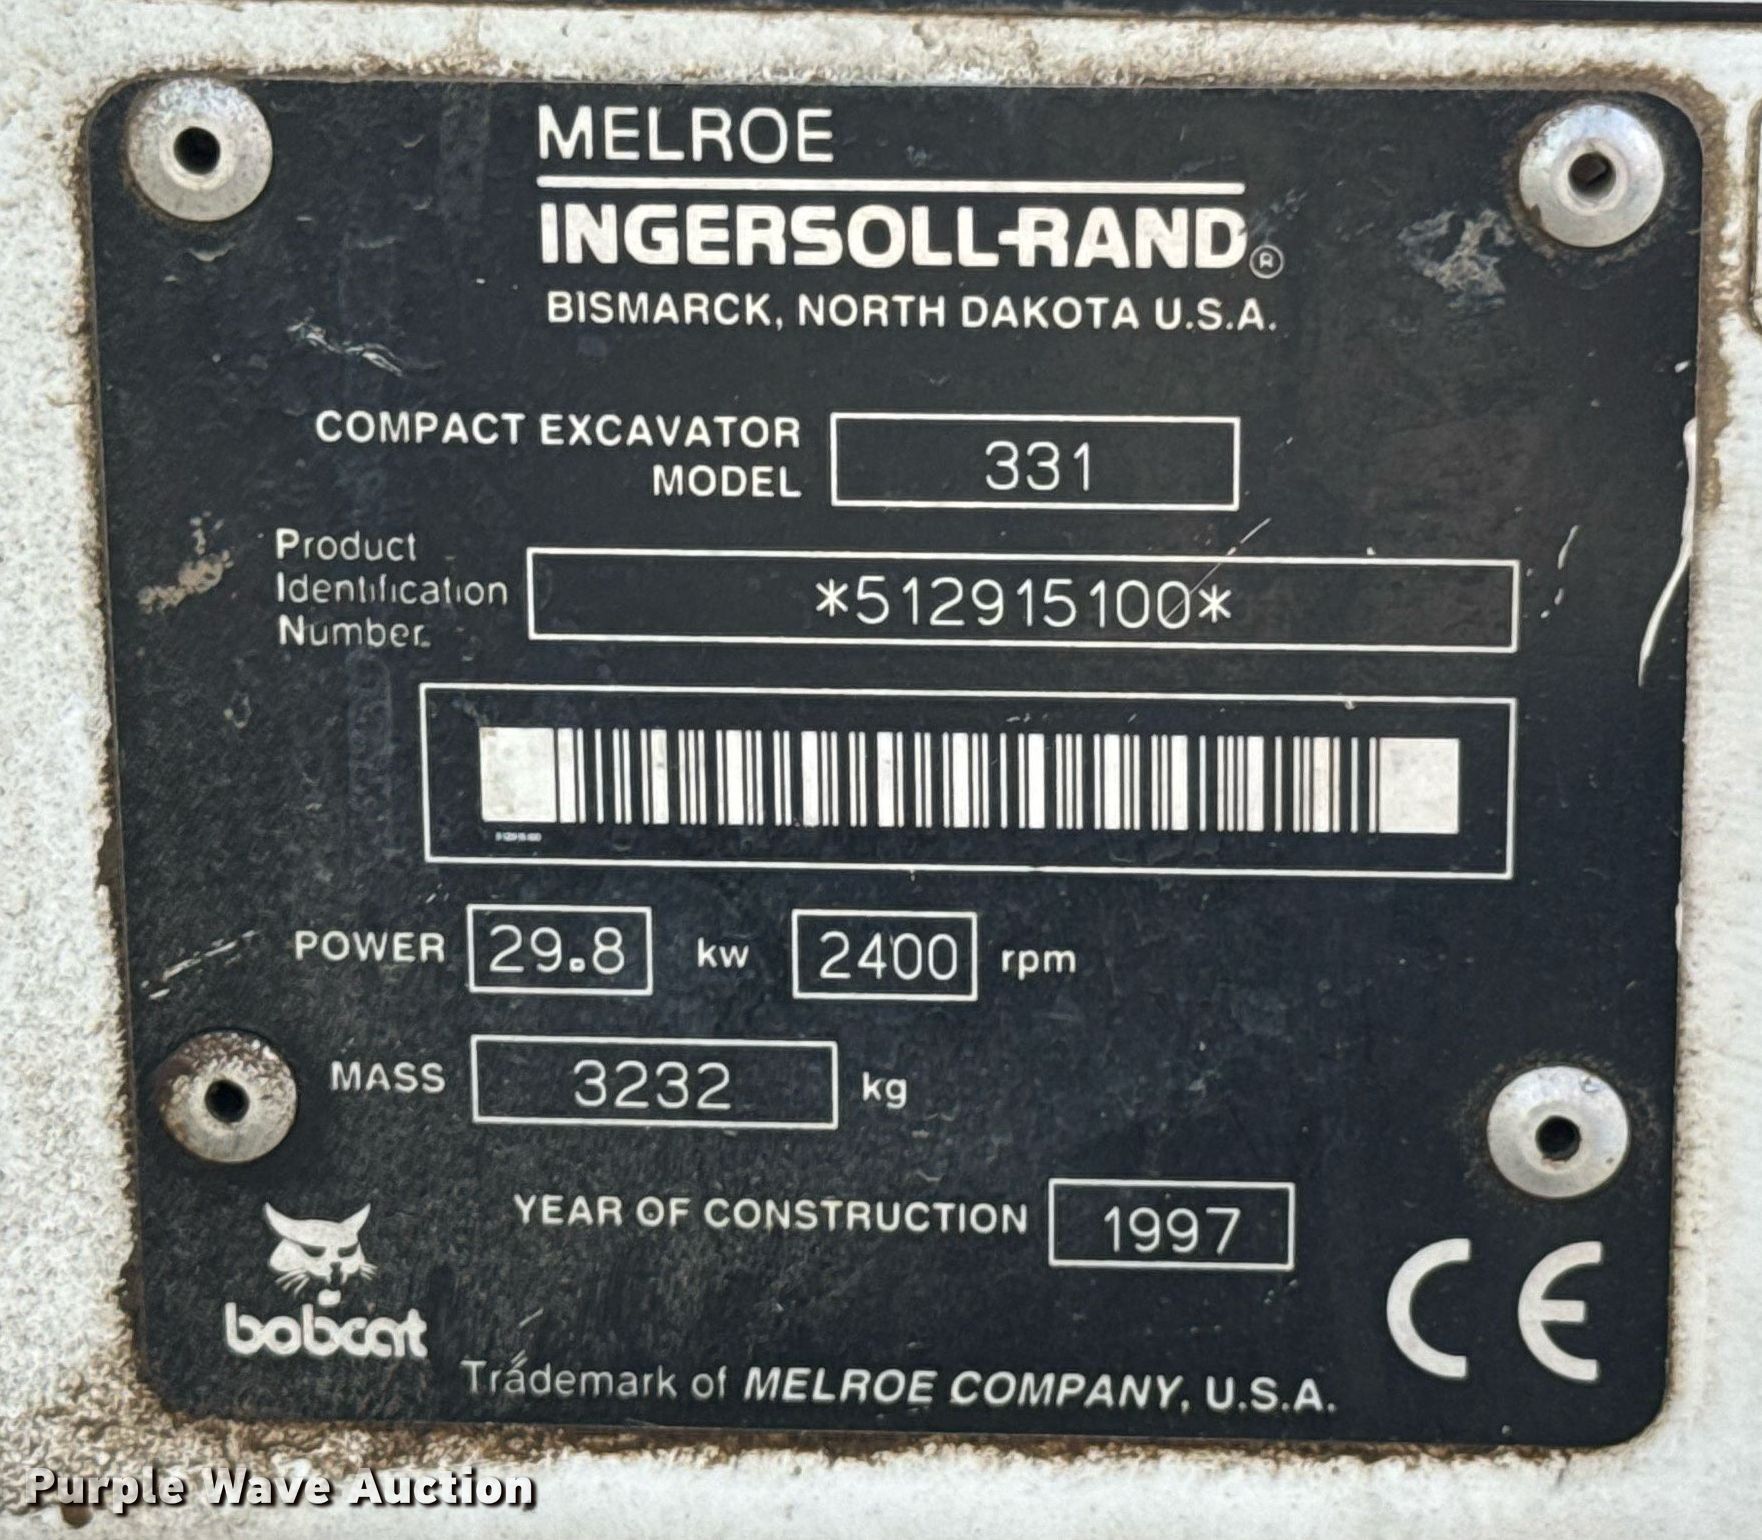 MELROE
INGERSOLL-RAND®
BISMARCK, NORTH DAKOTA U.S.A.
COMPACT EXCAVATOR
MODEL
331
Product
Identification
Number
*512915100*
POWER 29.8 kw 2400 rpm
MASS 3232 kg
YEAR OF CONSTRUCTION 1997
bobcat
CE
Trademark of MELROE COMPANY, U.S.A.
Purple Wave Auction